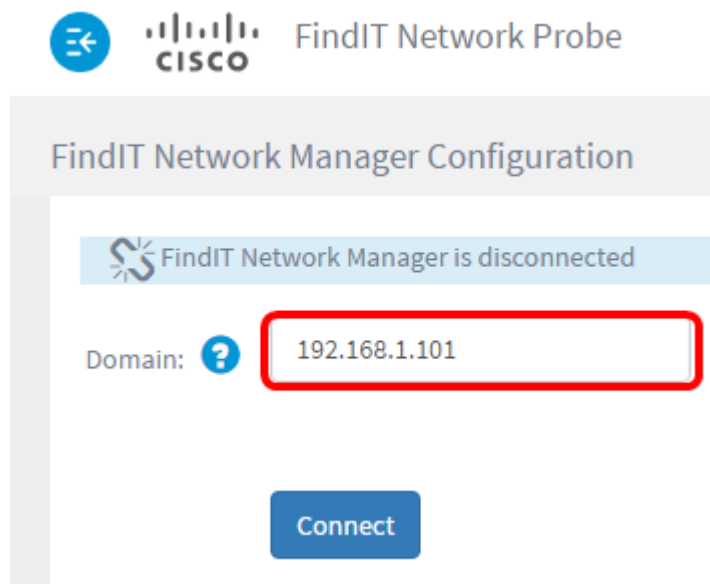 CISCO
FindIT Network Probe
FindIT Network Manager Configuration
FindIT Network Manager is disconnected
Domain: ? 192.168.1.101
Connect